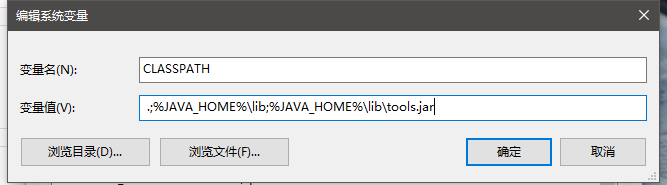 编辑系统变量
变量名(N):
CLASSPATH
变量值(V):
.;%JAVA_HOME%\lib;%JAVA_HOME%\lib\tools.jar
浏览目录(D)...
浏览文件(F)...
确定
取消